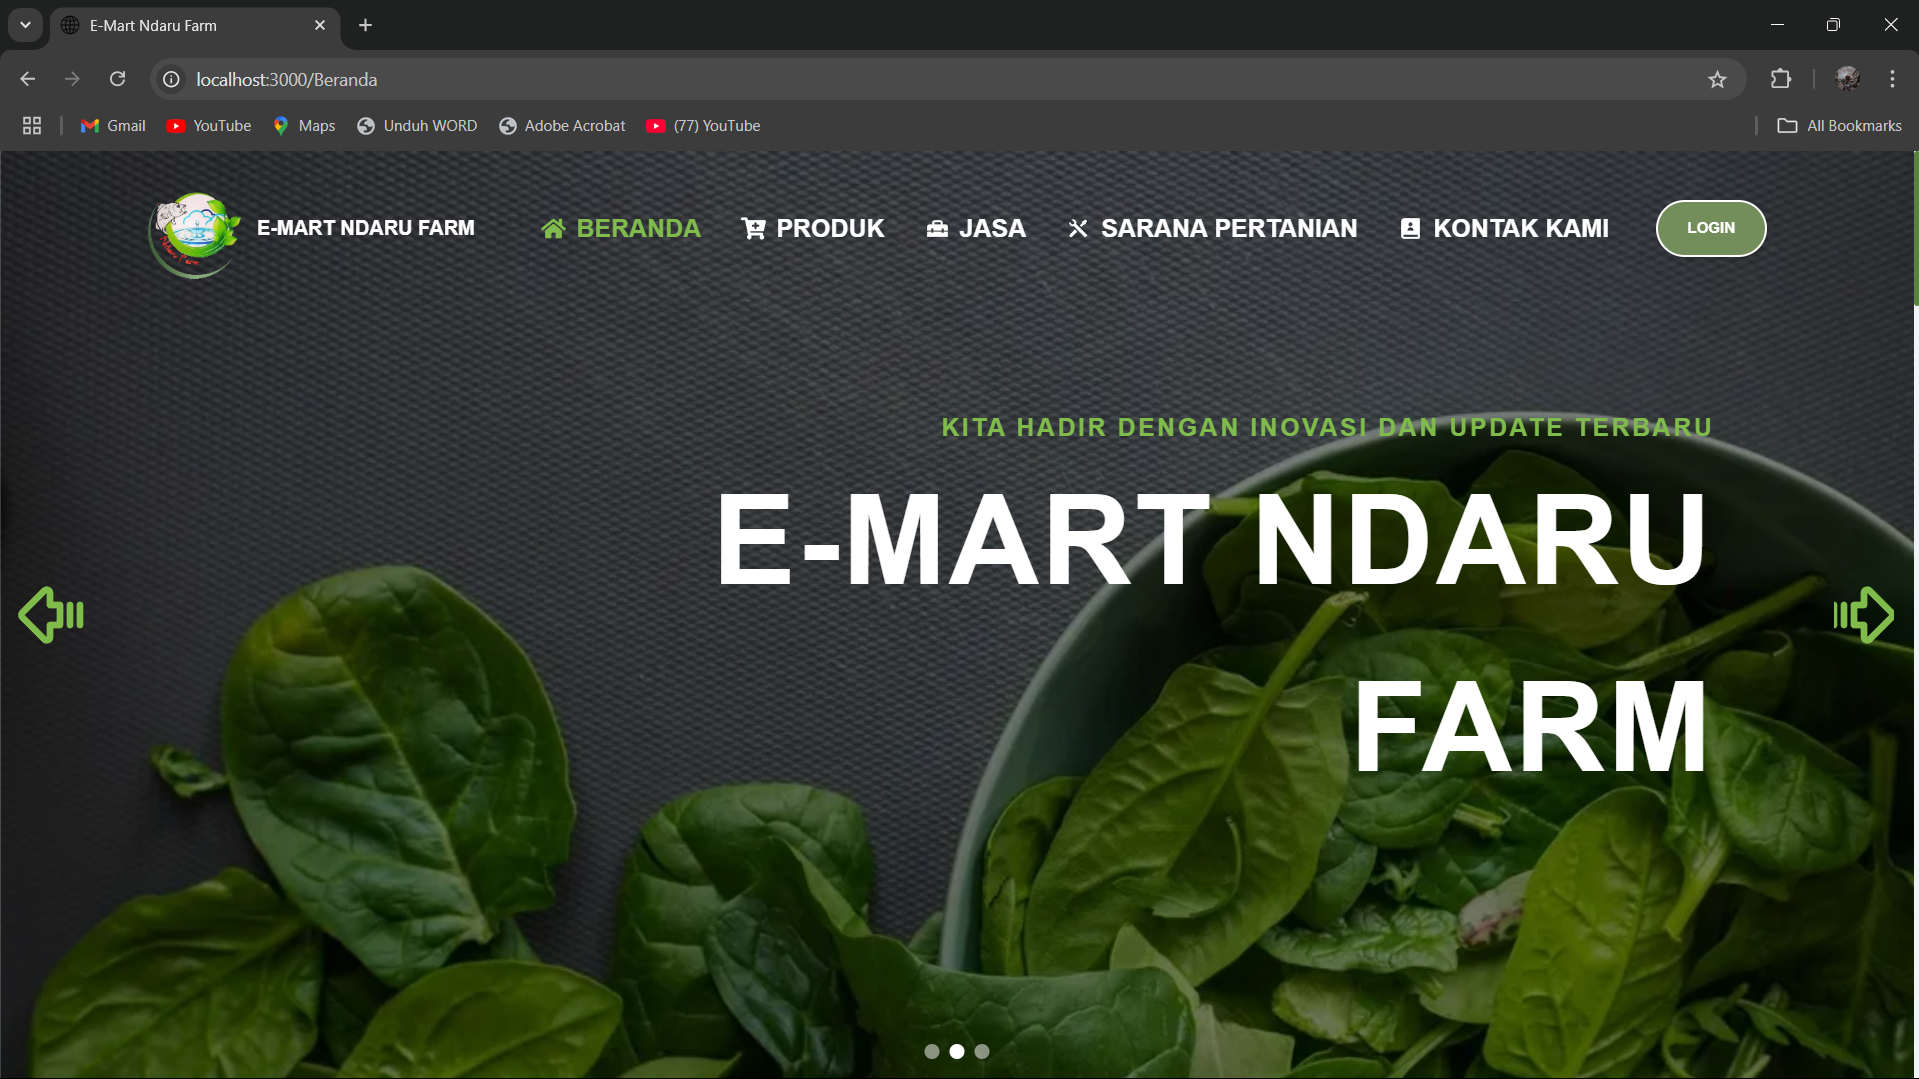 E-Mart Ndaru Farm
localhost:3000/Beranda
Gmail YouTube Maps Unduh WORD Adobe Acrobat (77) YouTube All Bookmarks
E-MART NDARU FARM BERANDA PRODUK JASA SARANA PERTANIAN KONTAK KAMI LOGIN
Ndaru Farm
KITA HADIR DENGAN INOVASI DAN UPDATE TERBARU
E-MART NDARU
FARM